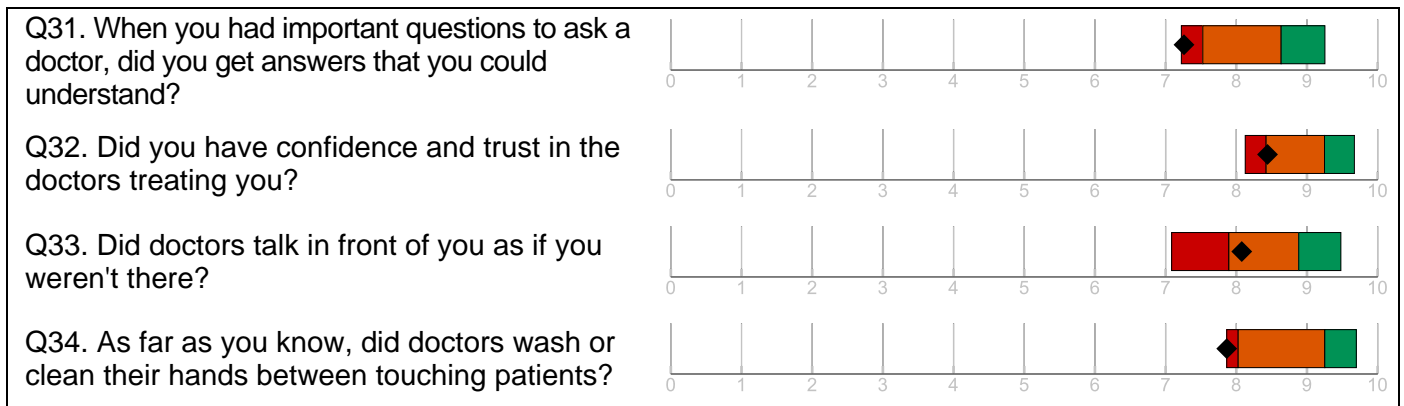 Q31. When you had important questions to ask a
doctor, did you get answers that you could
understand?
0 1 2 3 4 5 6 7 8 9 10
Q32. Did you have confidence and trust in the
doctors treating you?
0 1 2 3 4 5 6 7 8 9 10
Q33. Did doctors talk in front of you as if you
weren't there?
0 1 2 3 4 5 6 7 8 9 10
Q34. As far as you know, did doctors wash or
clean their hands between touching patients?
0 1 2 3 4 5 6 7 8 9 10